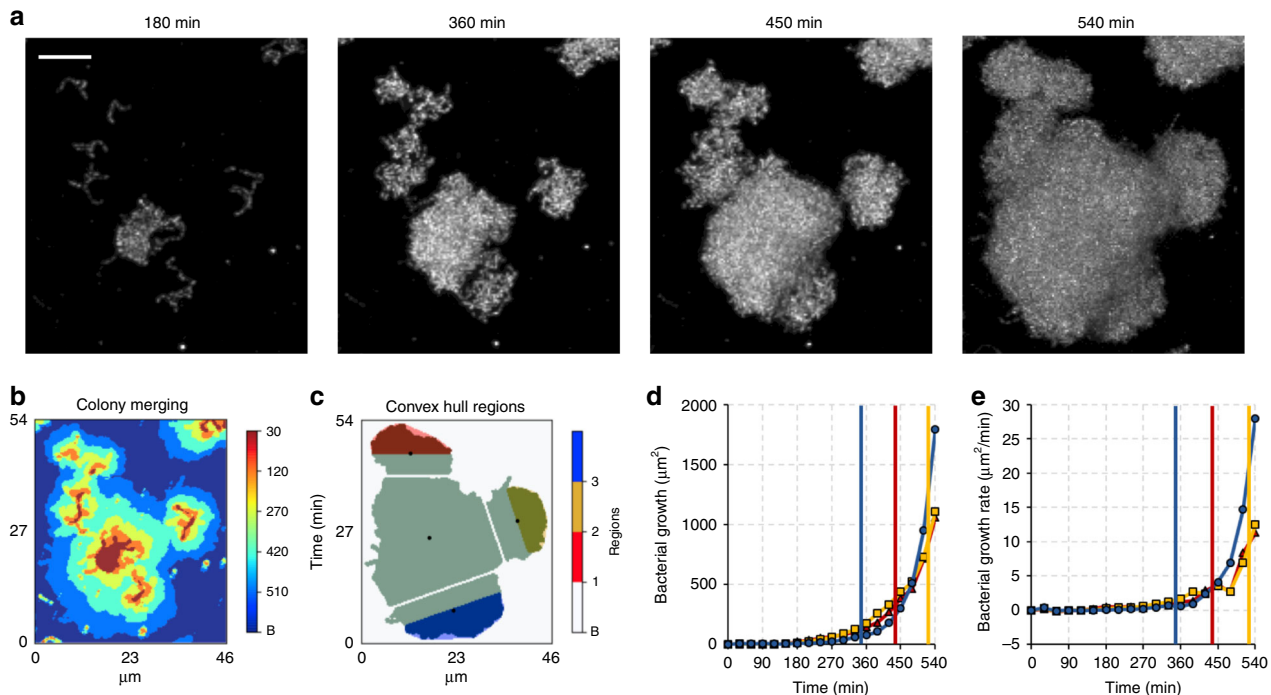 a
180 min
360 min
450 min
540 min
b
Colony merging
54
27
0
0
23
46
μm
30
120
270
420
510
B
c
Convex hull regions
54
27
0
Time (min)
0
23
46
μm
3
2
1
B
Regions
d
2000
1500
1000
500
0
Bacterial growth (μm²)
0
90
180
270
360
450
540
Time (min)
e
30
25
20
15
10
5
0
−5
Bacterial growth rate (μm²/min)
0
90
180
270
360
450
540
Time (min)